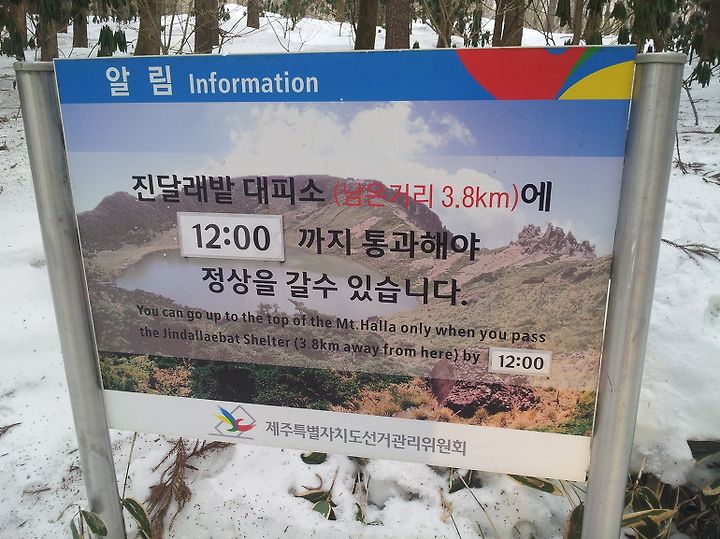 알 림 Information
진달래밭 대피소 (남은거리 3.8km)에
12:00 까지 통과해야
정상을 갈수 있습니다.
You can go up to the top of the Mt.Halla only when you pass
the Jindallaebat Shelter (3.8km away from here) by 12:00
제주특별자치도선거관리위원회